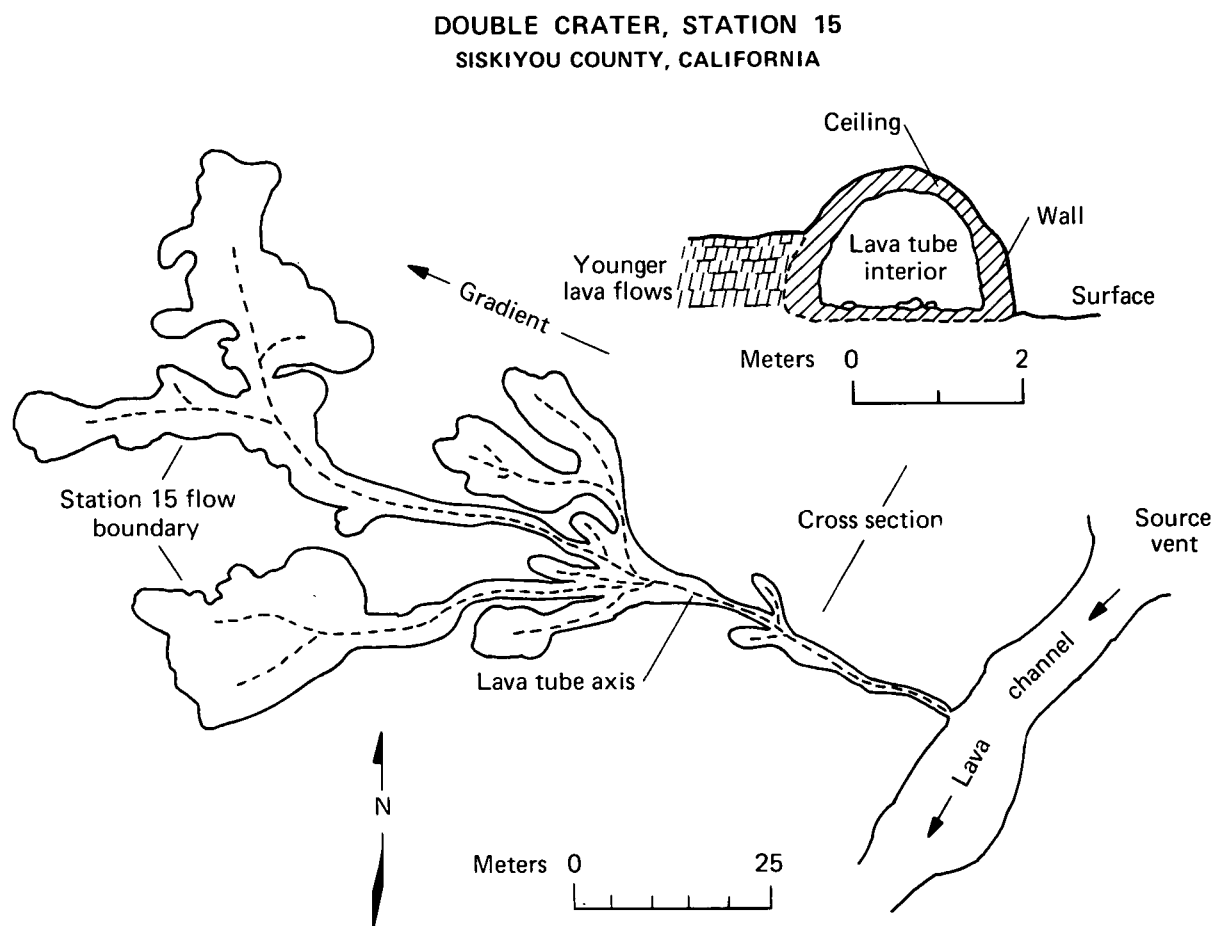 DOUBLE CRATER, STATION 15
SISKIYOU COUNTY, CALIFORNIA
Ceiling
Wall
Lava tube
interior
Younger
lava flows
Surface
Gradient
Meters 0 2
Station 15 flow
boundary
Cross section
Source
vent
Lava channel
Lava tube axis
N
Meters 0 25